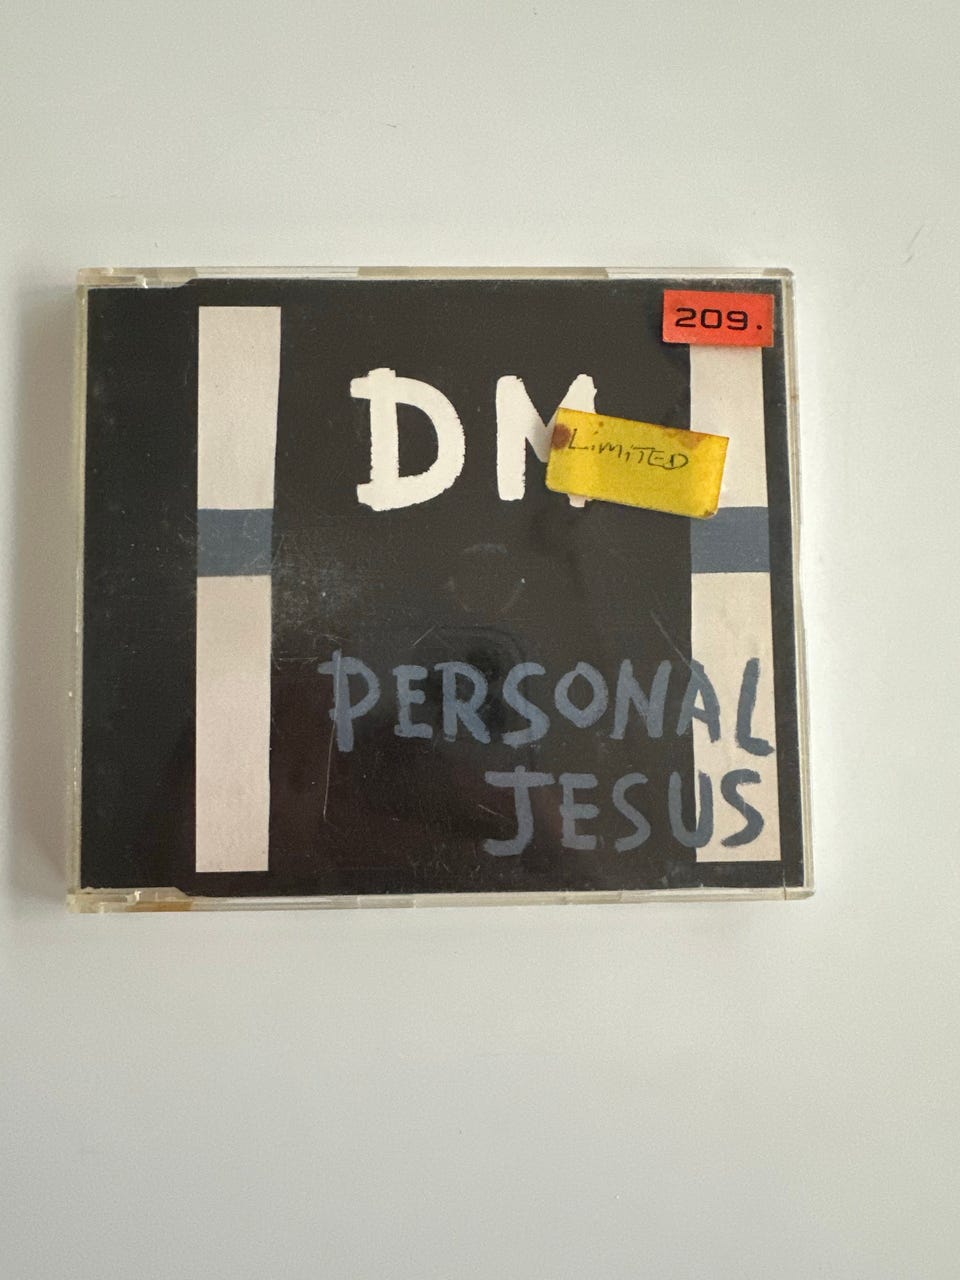 209.
DM
LIMITED
PERSONAL
JESUS